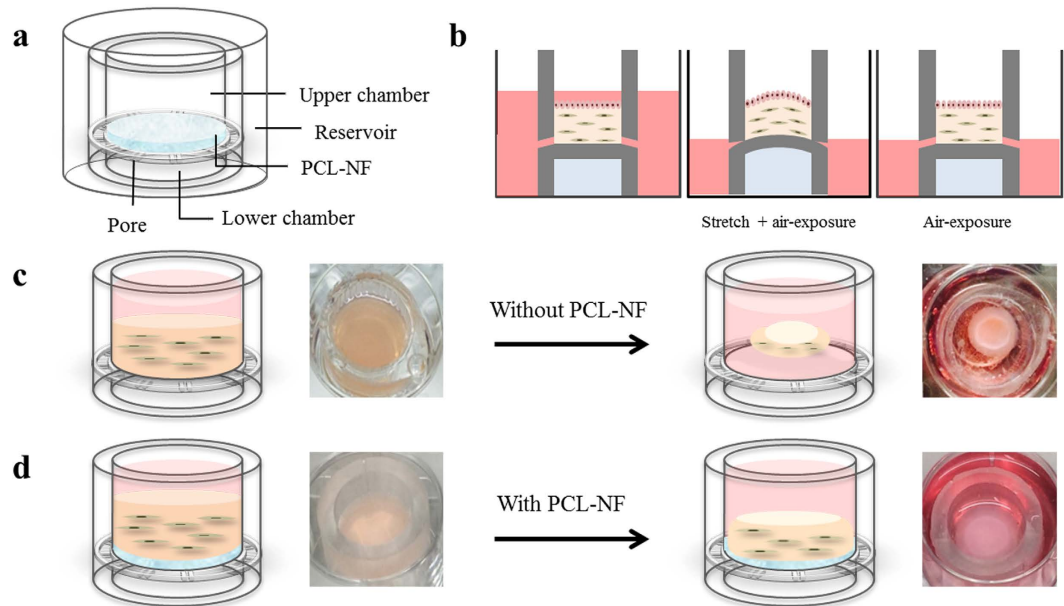 a
Upper chamber
Reservoir
PCL-NF
Pore
Lower chamber
b
Stretch + air-exposure
Air-exposure
c
Without PCL-NF
d
With PCL-NF